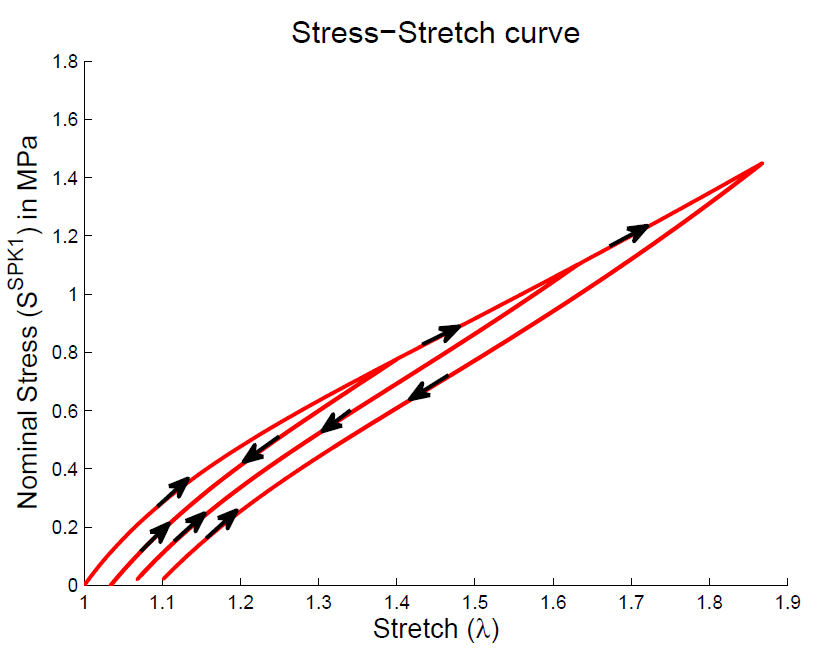 Stress−Stretch curve
Nominal Stress (S^SPK1) in MPa
1.8
1.6
1.4
1.2
1
0.8
0.6
0.4
0.2
0
1 1.1 1.2 1.3 1.4 1.5 1.6 1.7 1.8 1.9
Stretch (λ)